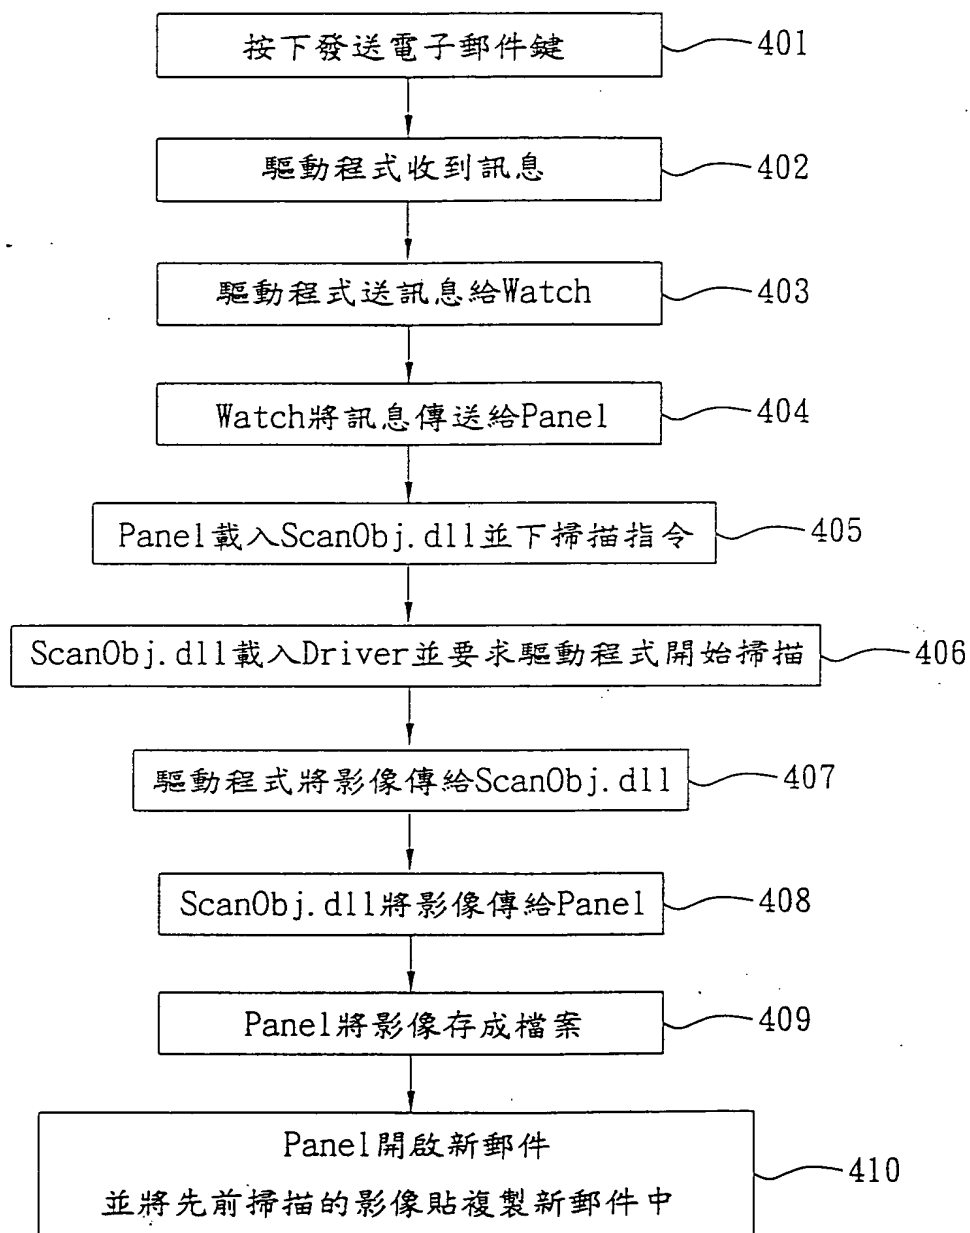 按下發送電子郵件鍵 401
驅動程式收到訊息 402
驅動程式送訊息給Watch 403
Watch將訊息傳送給Panel 404
Panel載入ScanObj.dll並下掃描指令 405
ScanObj.dll載入Driver並要求驅動程式開始掃描 406
驅動程式將影像傳給ScanObj.dll 407
ScanObj.dll將影像傳給Panel 408
Panel將影像存成檔案 409
Panel開啟新郵件
並將先前掃描的影像貼複製新郵件中 410